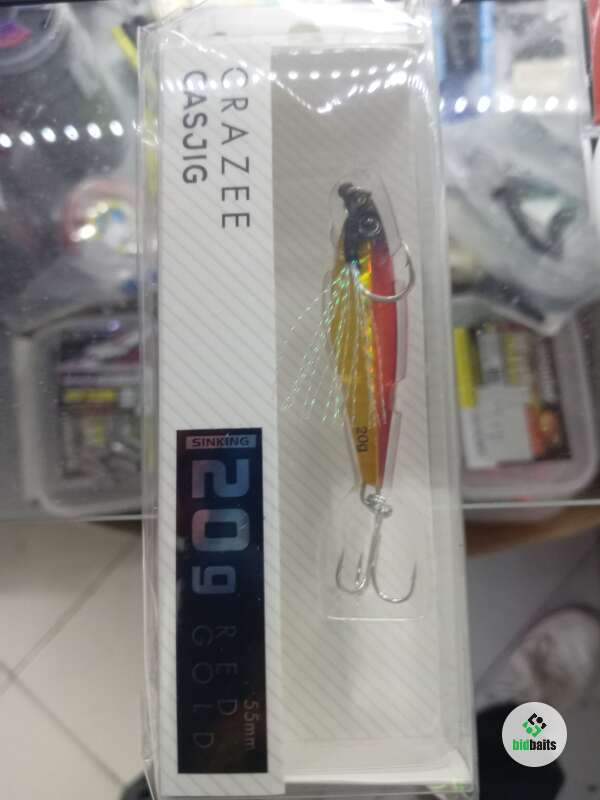 CRAZEE
CASJIG
SINKING
20g
RED
GOLD
55mm
20g
bidbaits